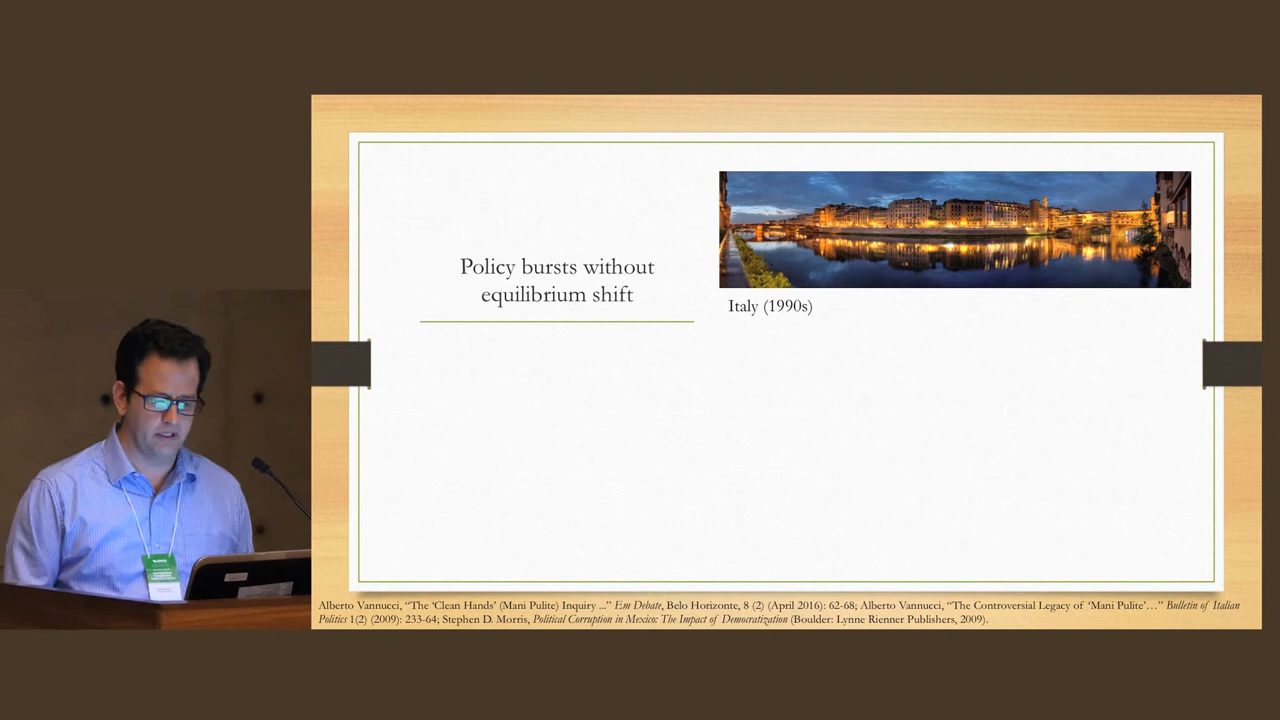 Policy bursts without
equilibrium shift
Italy (1990s)
Alberto Vannucci, “The ‘Clean Hands’ (Mani Pulite) Inquiry ...” Em Debate, Belo Horizonte, 8 (2) (April 2016): 62-68; Alberto Vannucci, “The Controversial Legacy of ‘Mani Pulite’…” Bulletin of Italian
Politics 1(2) (2009): 233-64; Stephen D. Morris, Political Corruption in Mexico: The Impact of Democratization (Boulder: Lynne Rienner Publishers, 2009).